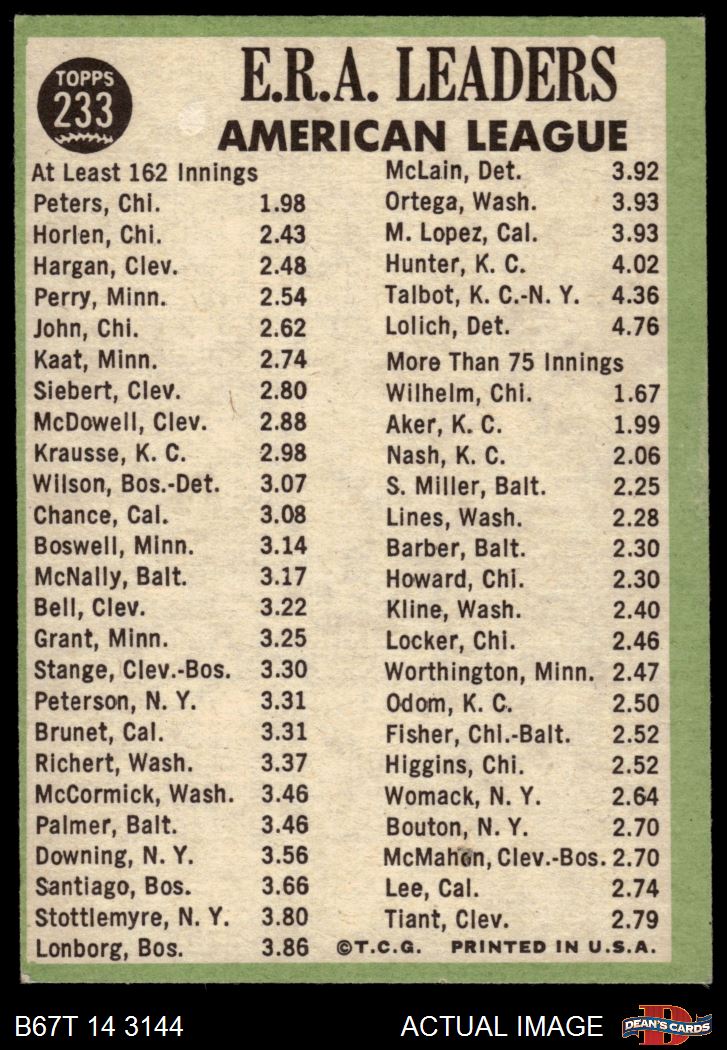 TOPPS
233
E.R.A. LEADERS
AMERICAN LEAGUE
At Least 162 Innings
Peters, Chi. 1.98
Horlen, Chi. 2.43
Hargan, Clev. 2.48
Perry, Minn. 2.54
John, Chi. 2.62
Kaat, Minn. 2.74
Siebert, Clev. 2.80
McDowell, Clev. 2.88
Krausse, K. C. 2.98
Wilson, Bos.-Det. 3.07
Chance, Cal. 3.08
Boswell, Minn. 3.14
McNally, Balt. 3.17
Bell, Clev. 3.22
Grant, Minn. 3.25
Stange, Clev.-Bos. 3.30
Peterson, N. Y. 3.31
Brunet, Cal. 3.31
Richert, Wash. 3.37
McCormick, Wash. 3.46
Palmer, Balt. 3.46
Downing, N. Y. 3.56
Santiago, Bos. 3.66
Stottlemyre, N. Y. 3.80
Lonborg, Bos. 3.86
McLain, Det. 3.92
Ortega, Wash. 3.93
M. Lopez, Cal. 3.93
Hunter, K. C. 4.02
Talbot, K. C.-N. Y. 4.36
Lolich, Det. 4.76
More Than 75 Innings
Wilhelm, Chi. 1.67
Aker, K. C. 1.99
Nash, K. C. 2.06
S. Miller, Balt. 2.25
Lines, Wash. 2.28
Barber, Balt. 2.30
Howard, Chi. 2.30
Kline, Wash. 2.40
Locker, Chi. 2.46
Worthington, Minn. 2.47
Odom, K. C. 2.50
Fisher, Chi.-Balt. 2.52
Higgins, Chi. 2.52
Womack, N. Y. 2.64
Bouton, N. Y. 2.70
McMahon, Clev.-Bos. 2.70
Lee, Cal. 2.74
Tiant, Clev. 2.79
©T.C.G. PRINTED IN U.S.A.
B67T 14 3144
ACTUAL IMAGE
D
DEAN'S CARDS